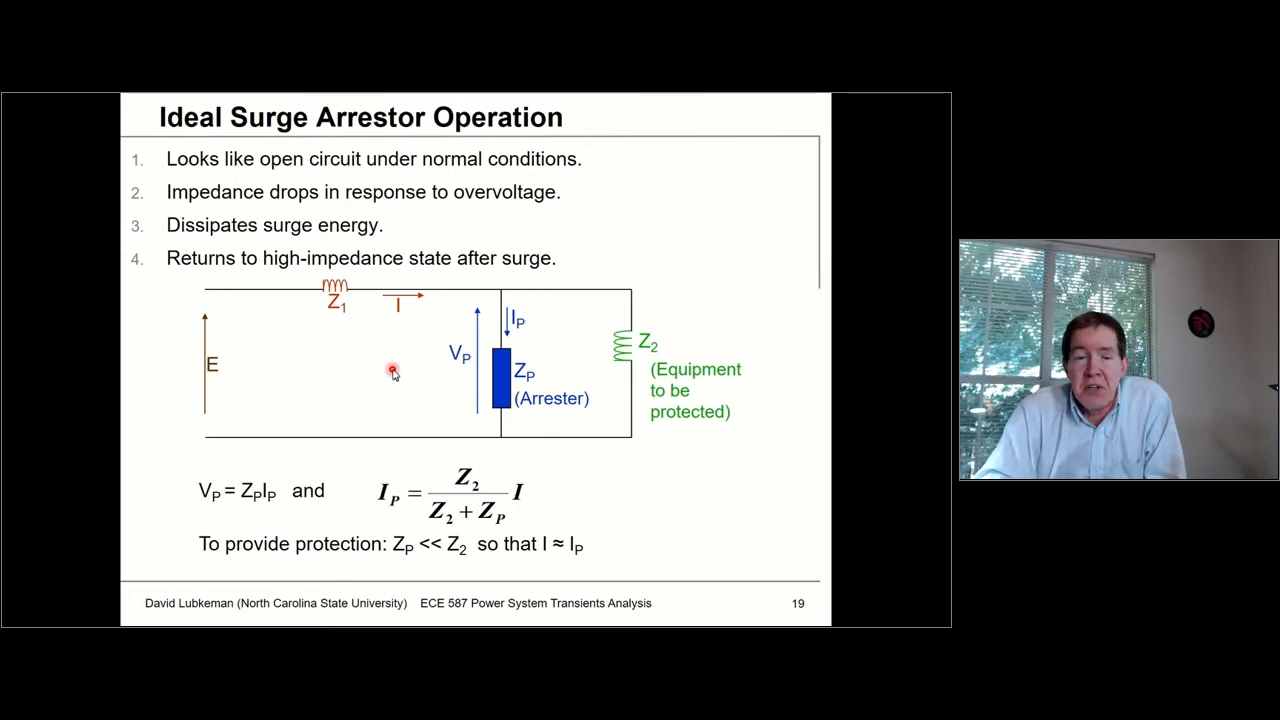 Ideal Surge Arrestor Operation
1. Looks like open circuit under normal conditions.
2. Impedance drops in response to overvoltage.
3. Dissipates surge energy.
4. Returns to high-impedance state after surge.
Z1
I
IP
E
VP
ZP
(Arrester)
Z2
(Equipment
to be
protected)
VP = ZPIP and IP = Z2 / (Z2 + ZP) I
To provide protection: ZP << Z2 so that I ≈ IP
David Lubkeman (North Carolina State University) ECE 587 Power System Transients Analysis 19